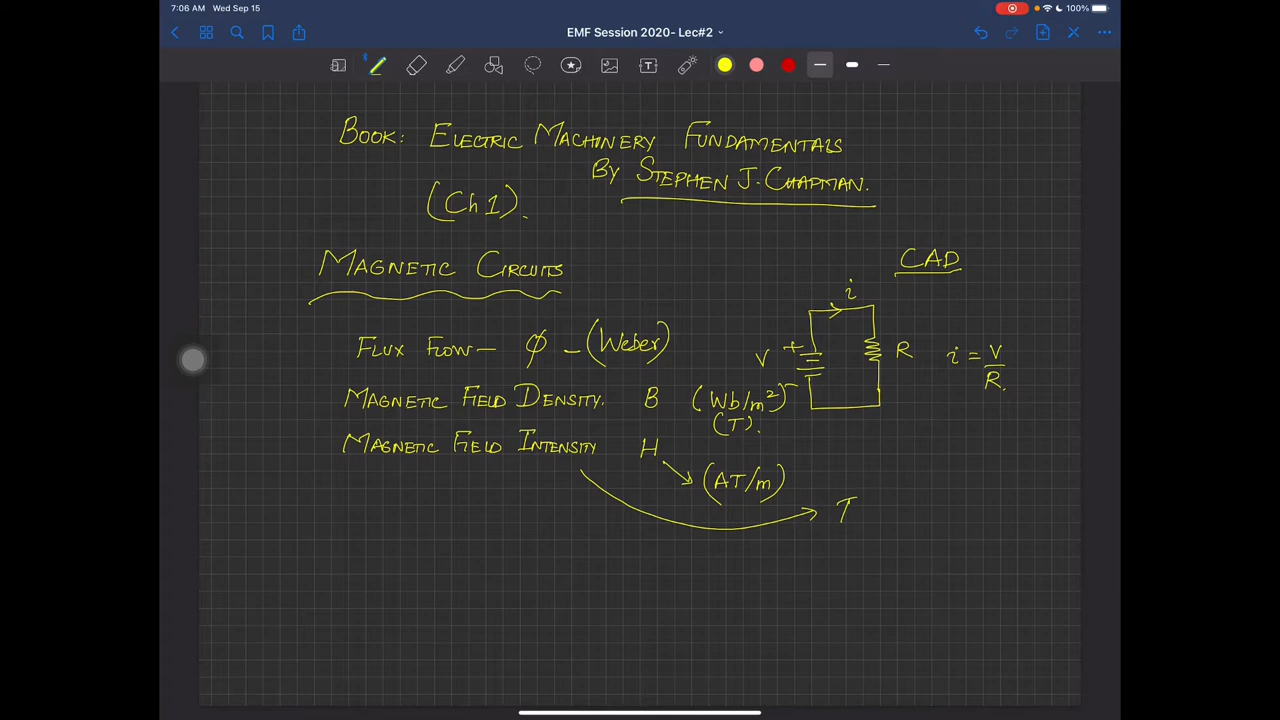 7:06 AM Wed Sep 15
100%
EMF Session 2020- Lec#2
BOOK: ELECTRIC MACHINERY FUNDAMENTALS
By STEPHEN J. CHAPMAN.
(Ch 1).
MAGNETIC CIRCUITS
CAD
i
FLUX FLOW - φ - (Weber)
V + - R i = V/R.
MAGNETIC FIELD DENSITY. B (Wb/m²)
(T).
MAGNETIC FIELD INTENSITY H
(AT/m)
T